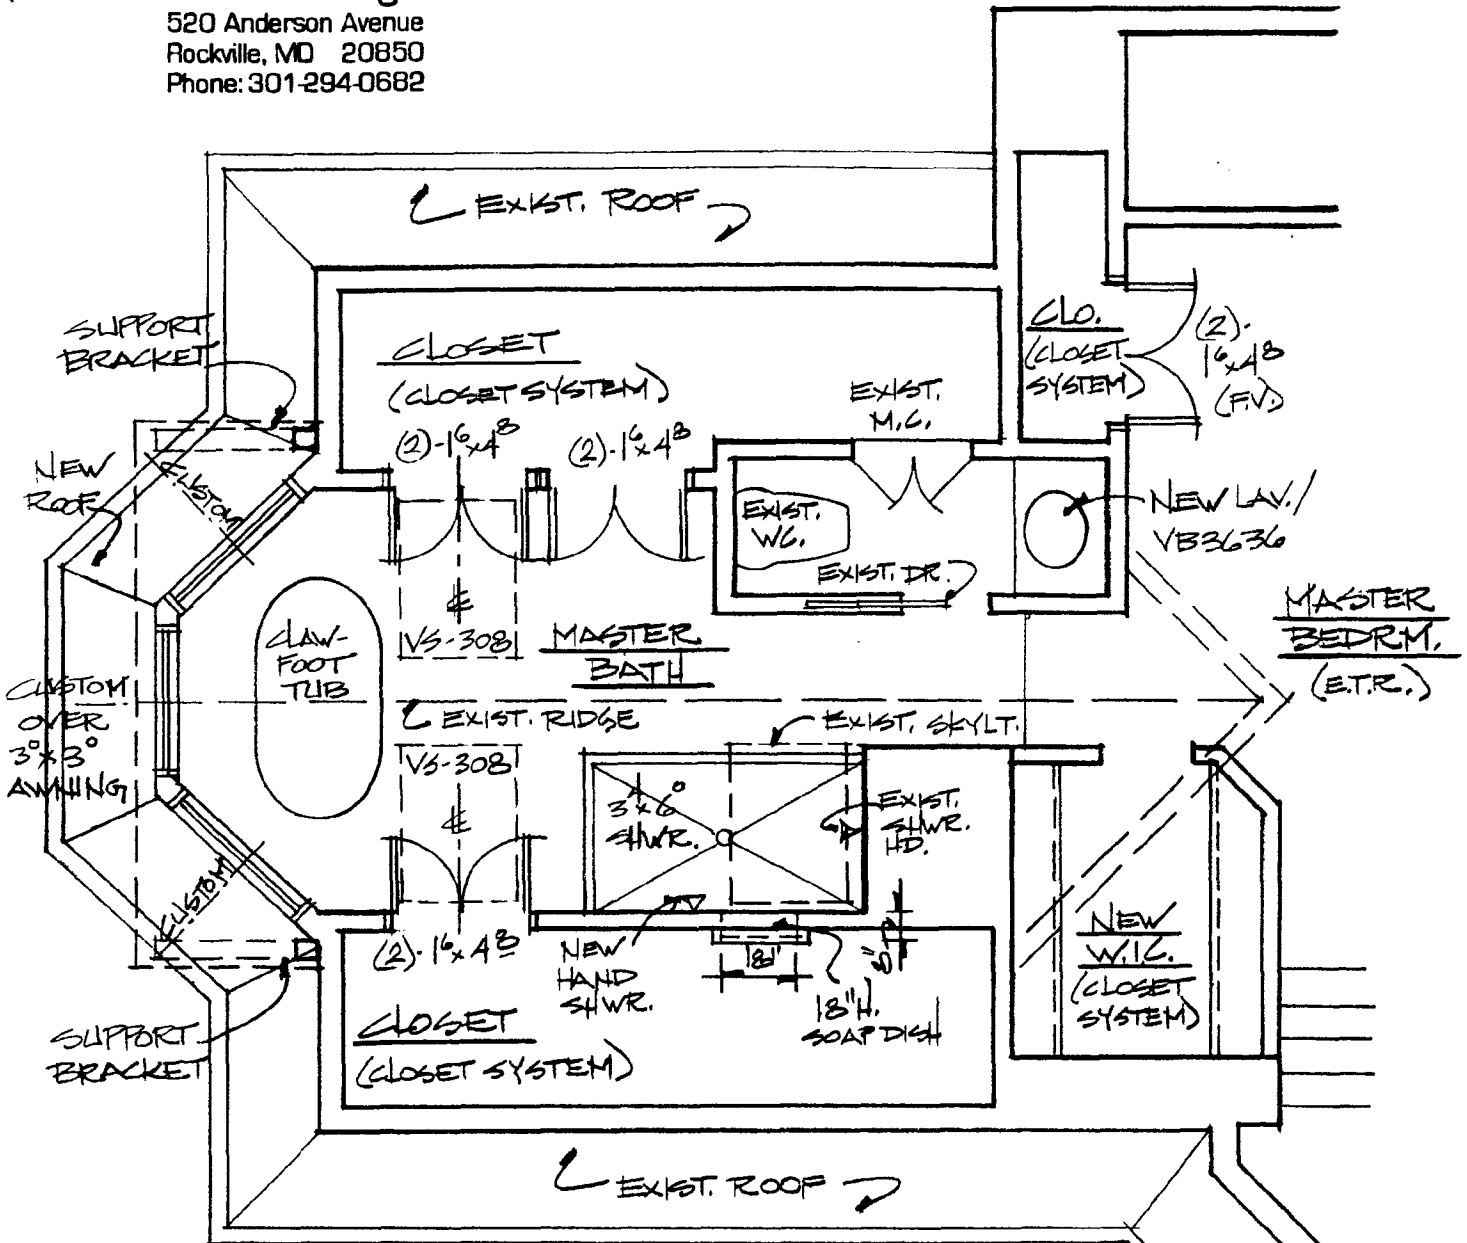 520 Anderson Avenue
Rockville, MD 20850
Phone: 301-294-0682
EXIST. ROOF
SUPPORT
BRACKET
CLOSET
(CLOSET SYSTEM)
(2)-1⁶x4⁸
(2)-1⁶x4⁸
EXIST.
M.C.
CLO.
(CLOSET
SYSTEM)
(2)-
1⁶x4⁸
(F.V.)
NEW
ROOF
CUSTOM
EXIST.
WC.
NEW LAV./
VB3636
EXIST. DR.
CLAW-
FOOT
TUB
℄
VS-308
MASTER
BATH
MASTER
BEDRM.
(E.T.R.)
CUSTOM
OVER
3⁰x3⁰
AWNING
EXIST. RIDGE
EXIST. SKYLT.
VS-308
℄
3⁴x6⁰
SHWR.
EXIST.
SHWR.
HD.
CUSTOM
(2)-1⁶x4⁸
NEW
HAND
SHWR.
18"
5"
18"H.
SOAP DISH
NEW
W.I.C.
(CLOSET
SYSTEM)
SUPPORT
BRACKET
CLOSET
(CLOSET SYSTEM)
EXIST. ROOF